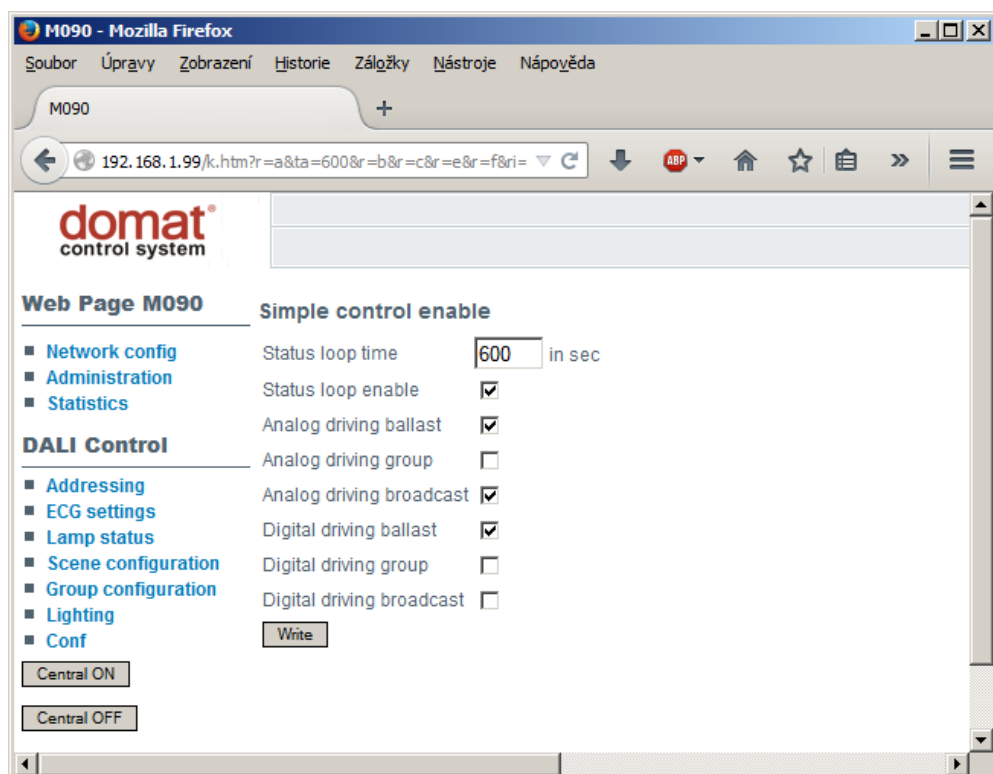 M090 - Mozilla Firefox
Soubor Úpravy Zobrazení Historie Záložky Nástroje Nápověda
M090
192.168.1.99/k.htm?r=a&ta=600&r=b&r=c&r=e&r=f&ri=
ABP
domat®
control system
Web Page M090
Network config
Administration
Statistics
DALI Control
Addressing
ECG settings
Lamp status
Scene configuration
Group configuration
Lighting
Conf
Central ON
Central OFF
Simple control enable
Status loop time 600 in sec
Status loop enable
Analog driving ballast
Analog driving group
Analog driving broadcast
Digital driving ballast
Digital driving group
Digital driving broadcast
Write